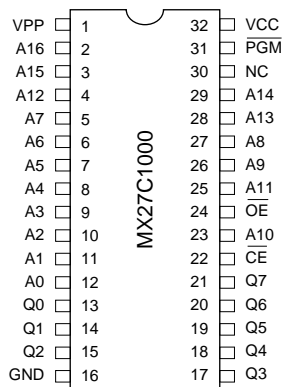 VPP 1 32 VCC
A16 2 31 PGM
A15 3 30 NC
A12 4 29 A14
A7 5 28 A13
A6 6 27 A8
A5 7 26 A9
A4 8 25 A11
A3 9 24 OE
A2 10 23 A10
A1 11 22 CE
A0 12 21 Q7
Q0 13 20 Q6
Q1 14 19 Q5
Q2 15 18 Q4
GND 16 17 Q3
MX27C1000